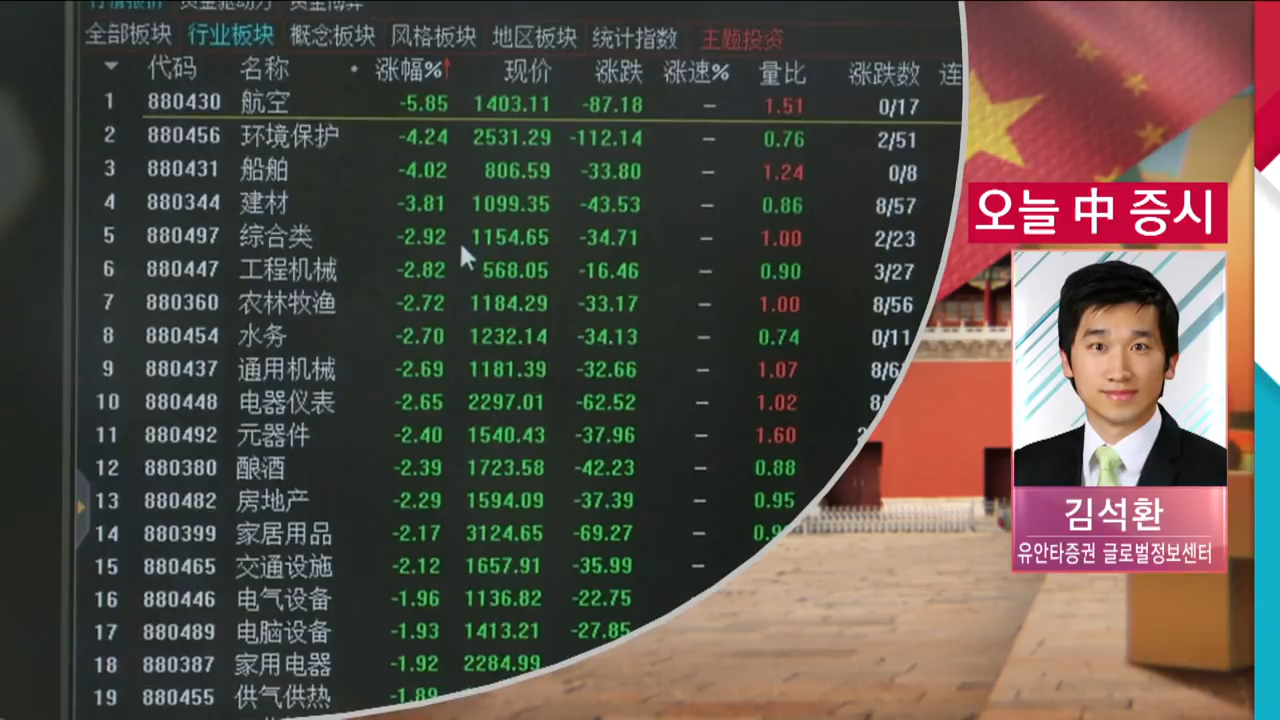 全部板块 行业板块 概念板块 风格板块 地区板块 统计指数 主题投资
代码 名称 涨幅%↑ 现价 涨跌 涨速% 量比 涨跌数 连
1 880430 航空 -5.85 1403.11 -87.18 – 1.51 0/17
2 880456 环境保护 -4.24 2531.29 -112.14 – 0.76 2/51
3 880431 船舶 -4.02 806.59 -33.80 – 1.24 0/8
4 880344 建材 -3.81 1099.35 -43.53 – 0.86 8/57
5 880497 综合类 -2.92 1154.65 -34.71 – 1.00 2/23
6 880447 工程机械 -2.82 568.05 -16.46 – 0.90 3/27
7 880360 农林牧渔 -2.72 1184.29 -33.17 – 1.00 8/56
8 880454 水务 -2.70 1232.14 -34.13 – 0.74 0/11
9 880437 通用机械 -2.69 1181.39 -32.66 – 1.07
10 880448 电器仪表 -2.65 2297.01 -62.52 – 1.02
11 880492 元器件 -2.40 1540.43 -37.96 – 1.60
12 880380 酿酒 -2.39 1723.58 -42.23 – 0.88
13 880482 房地产 -2.29 1594.09 -37.39 – 0.95
14 880399 家居用品 -2.17 3124.65 -69.27 –
15 880465 交通设施 -2.12 1657.91 -35.99 –
16 880446 电气设备 -1.96 1136.82 -22.75 –
17 880489 电脑设备 -1.93 1413.21 -27.85
18 880387 家用电器 -1.92 2284.99
19 880455 供气供热 -1.89
오늘 中 증시
김석환
유안타증권 글로벌정보센터